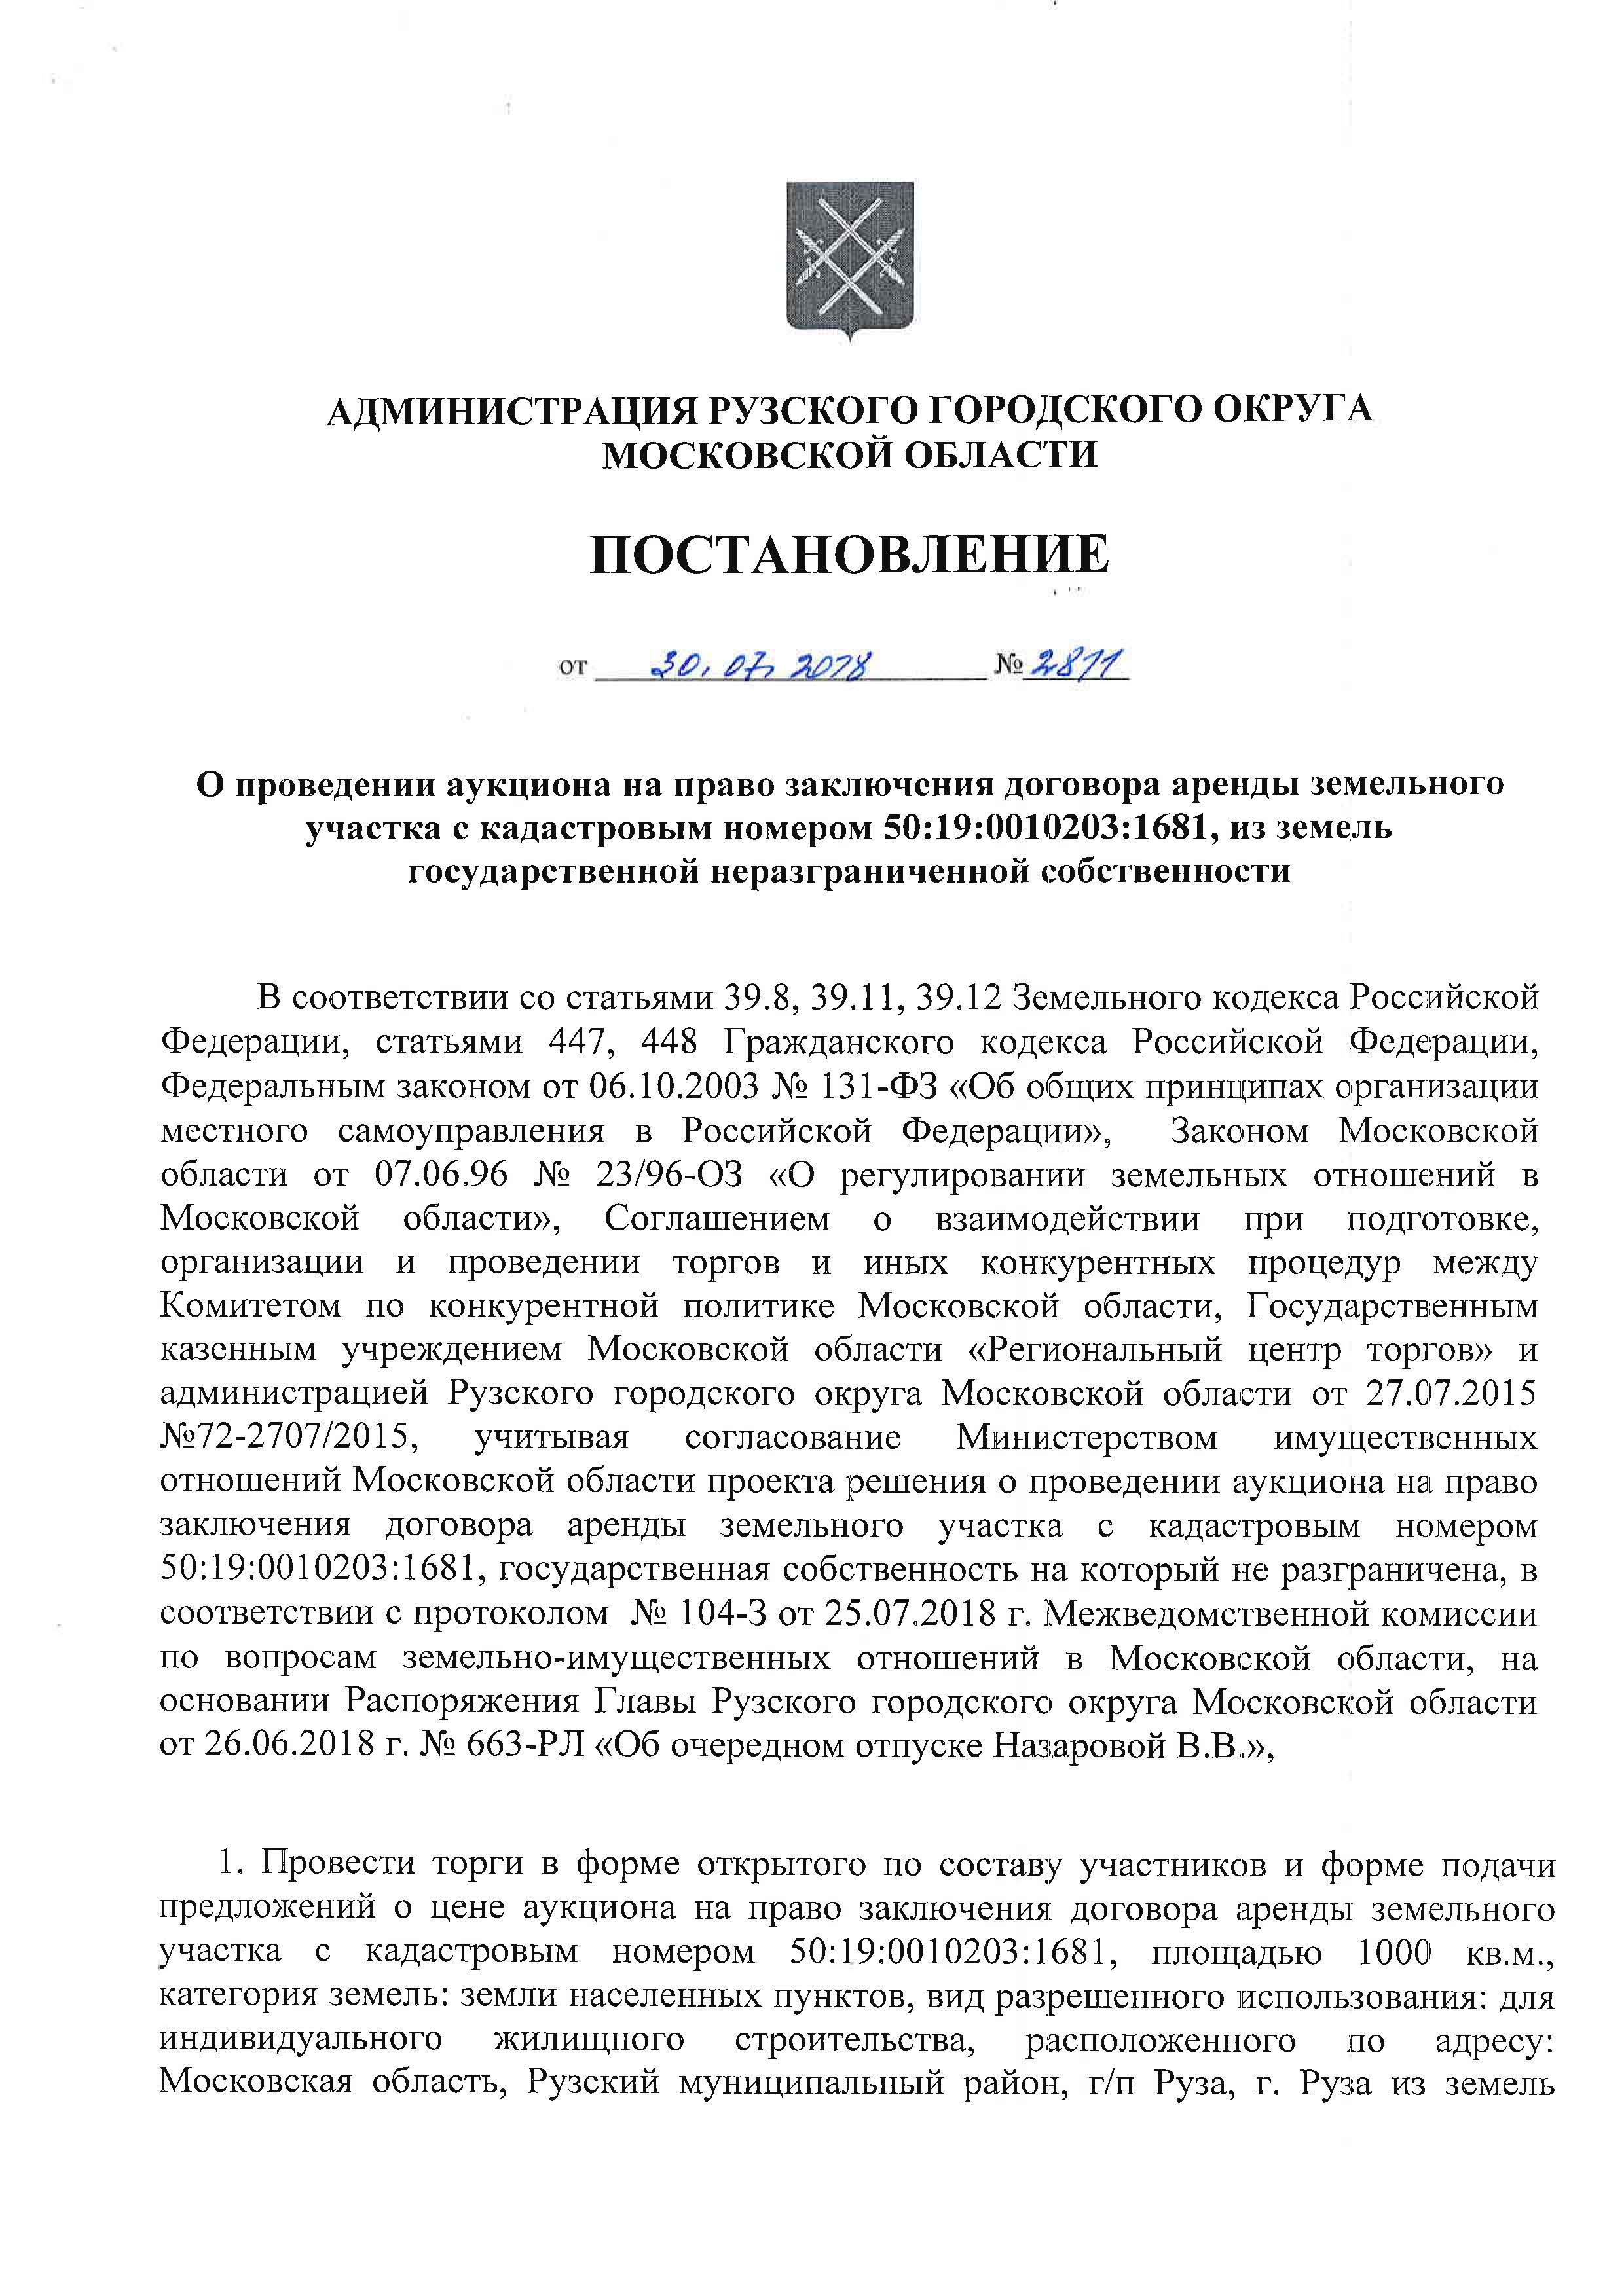 АДМИНИСТРАЦИЯ РУЗСКОГО ГОРОДСКОГО ОКРУГА
МОСКОВСКОЙ ОБЛАСТИ
ПОСТАНОВЛЕНИЕ
от 30.07.2018 № 2811
О проведении аукциона на право заключения договора аренды земельного
участка с кадастровым номером 50:19:0010203:1681, из земель
государственной неразграниченной собственности
В соответствии со статьями 39.8, 39.11, 39.12 Земельного кодекса Российской
Федерации, статьями 447, 448 Гражданского кодекса Российской Федерации,
Федеральным законом от 06.10.2003 № 131-ФЗ «Об общих принципах организации
местного самоуправления в Российской Федерации», Законом Московской
области от 07.06.96 № 23/96-ОЗ «О регулировании земельных отношений в
Московской области», Соглашением о взаимодействии при подготовке,
организации и проведении торгов и иных конкурентных процедур между
Комитетом по конкурентной политике Московской области, Государственным
казенным учреждением Московской области «Региональный центр торгов» и
администрацией Рузского городского округа Московской области от 27.07.2015
№72-2707/2015, учитывая согласование Министерством имущественных
отношений Московской области проекта решения о проведении аукциона на право
заключения договора аренды земельного участка с кадастровым номером
50:19:0010203:1681, государственная собственность на который не разграничена, в
соответствии с протоколом № 104-З от 25.07.2018 г. Межведомственной комиссии
по вопросам земельно-имущественных отношений в Московской области, на
основании Распоряжения Главы Рузского городского округа Московской области
от 26.06.2018 г. № 663-РЛ «Об очередном отпуске Назаровой В.В.»,
1. Провести торги в форме открытого по составу участников и форме подачи
предложений о цене аукциона на право заключения договора аренды земельного
участка с кадастровым номером 50:19:0010203:1681, площадью 1000 кв.м.,
категория земель: земли населенных пунктов, вид разрешенного использования: для
индивидуального жилищного строительства, расположенного по адресу:
Московская область, Рузский муниципальный район, г/п Руза, г. Руза из земель